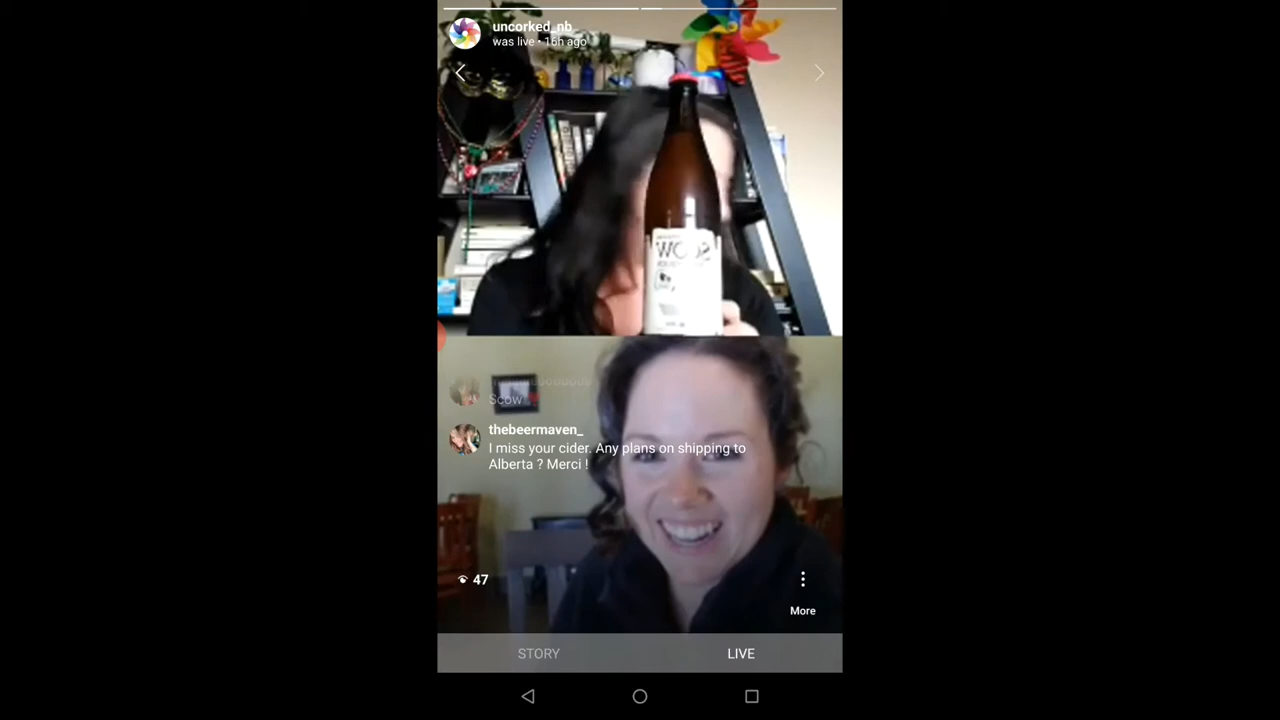 uncorked_nb_
was live • 16h ago
Scow
thebeermaven_
I miss your cider. Any plans on shipping to
Alberta ? Merci !
47
More
STORY
LIVE